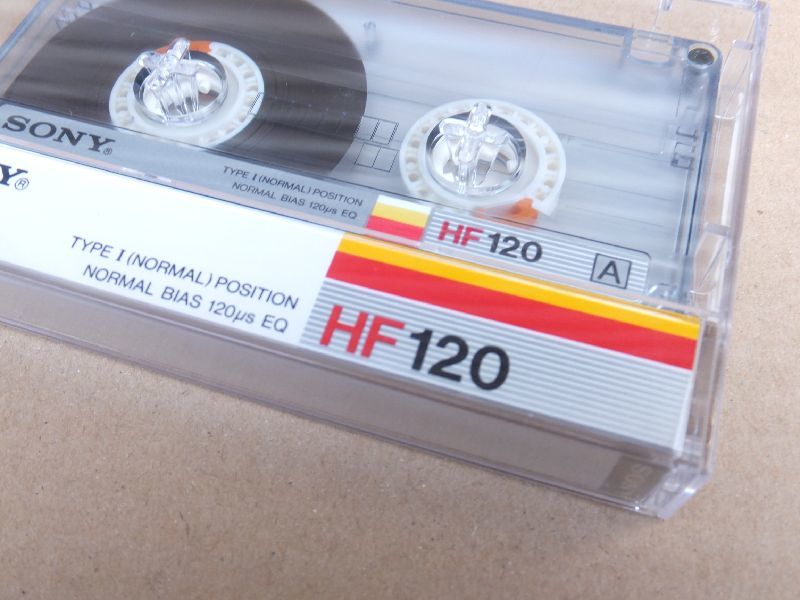 SONY®
TYPE I (NORMAL) POSITION
NORMAL BIAS 120µs EQ
HF 120
A
Y®
TYPE I (NORMAL) POSITION
NORMAL BIAS 120µs EQ
HF 120